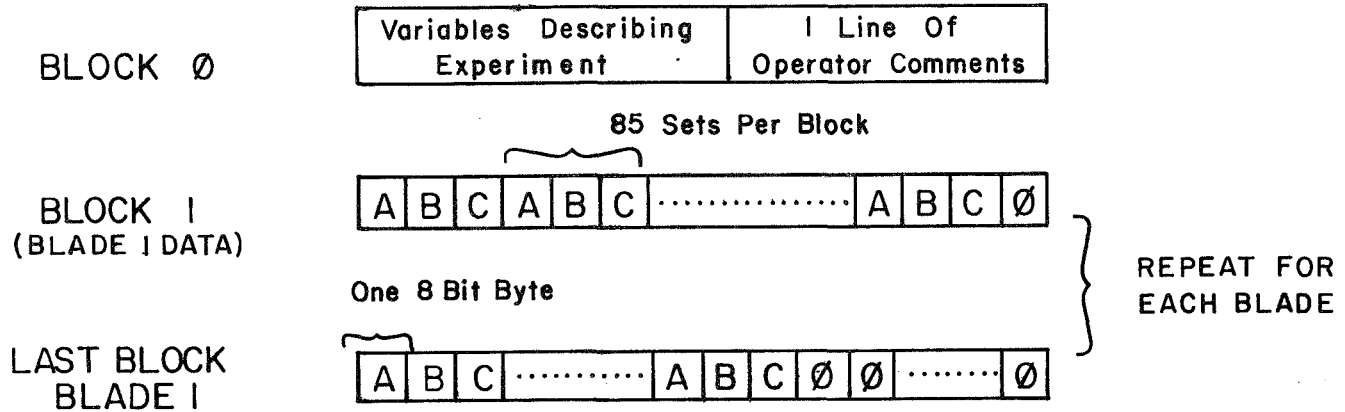 BLOCK Ø
Variables Describing Experiment
1 Line Of Operator Comments
85 Sets Per Block
BLOCK 1
(BLADE 1 DATA)
A B C A B C ················ A B C Ø
REPEAT FOR
EACH BLADE
One 8 Bit Byte
LAST BLOCK
BLADE 1
A B C ··········· A B C Ø Ø ········ Ø